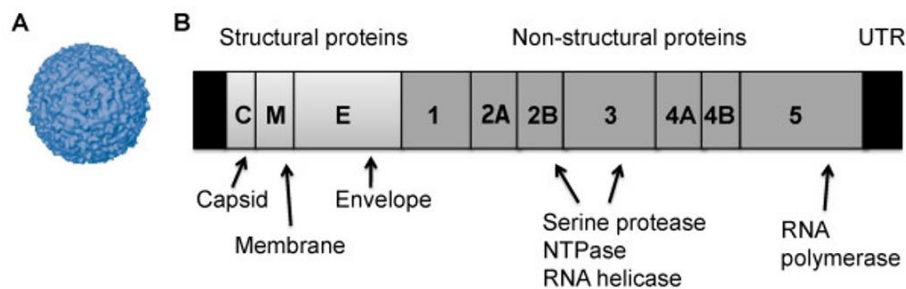 A
B
Structural proteins
Non-structural proteins
UTR
C M E 1 2A 2B 3 4A 4B 5
Capsid
Membrane
Envelope
Serine protease
NTPase
RNA helicase
RNA
polymerase